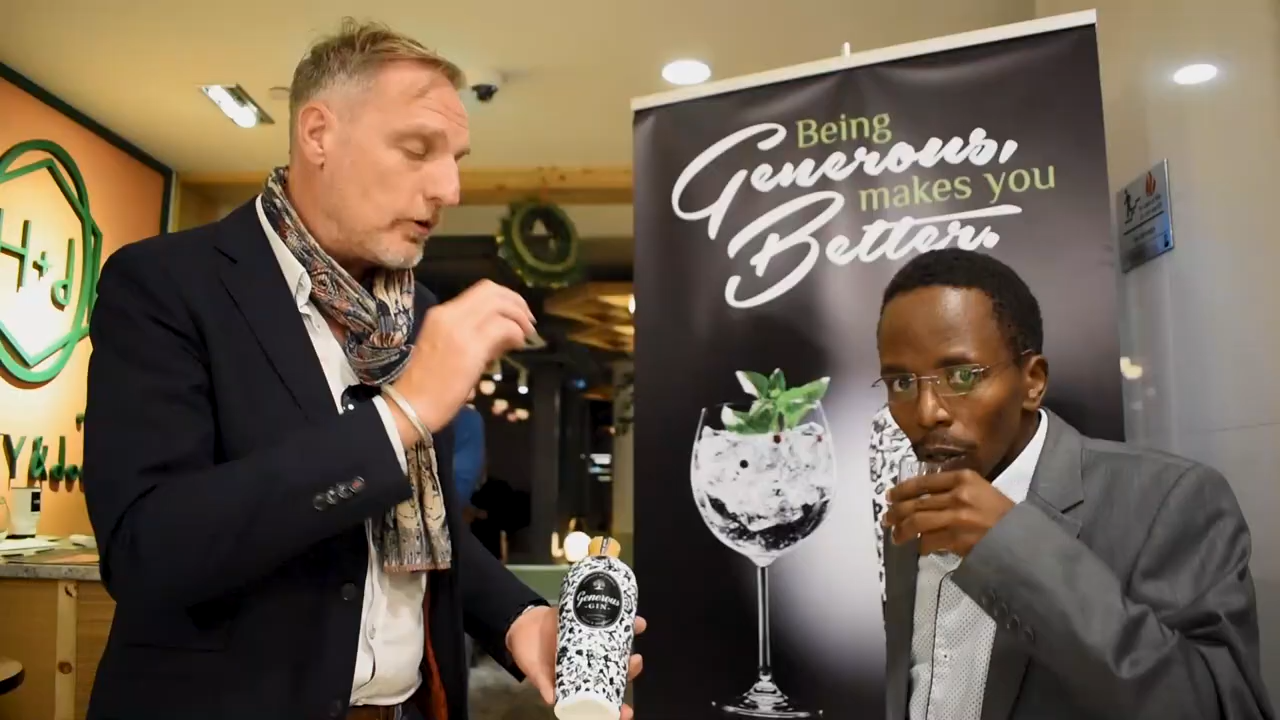 Being
Generous,
makes you
Better.
H+d
Y&d
Generous
GIN